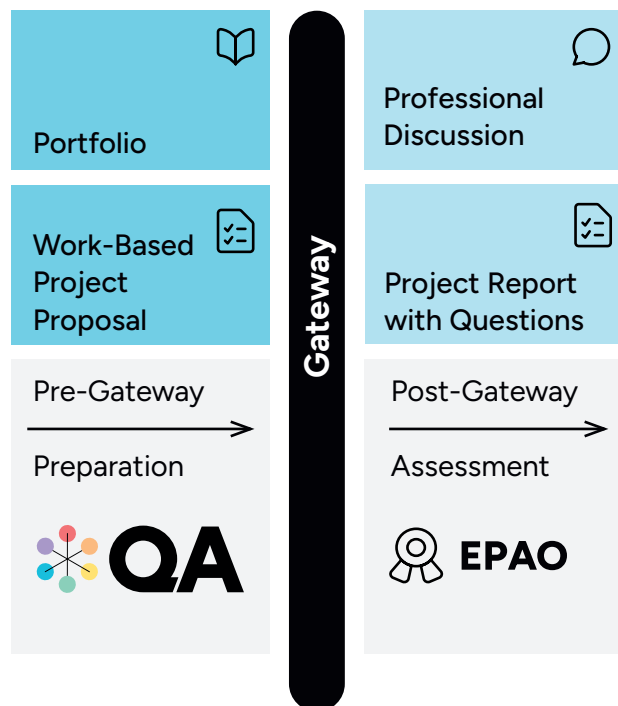 Portfolio
Work-Based
Project
Proposal
Pre-Gateway
Preparation
QA
Gateway
Professional
Discussion
Project Report
with Questions
Post-Gateway
Assessment
EPAO